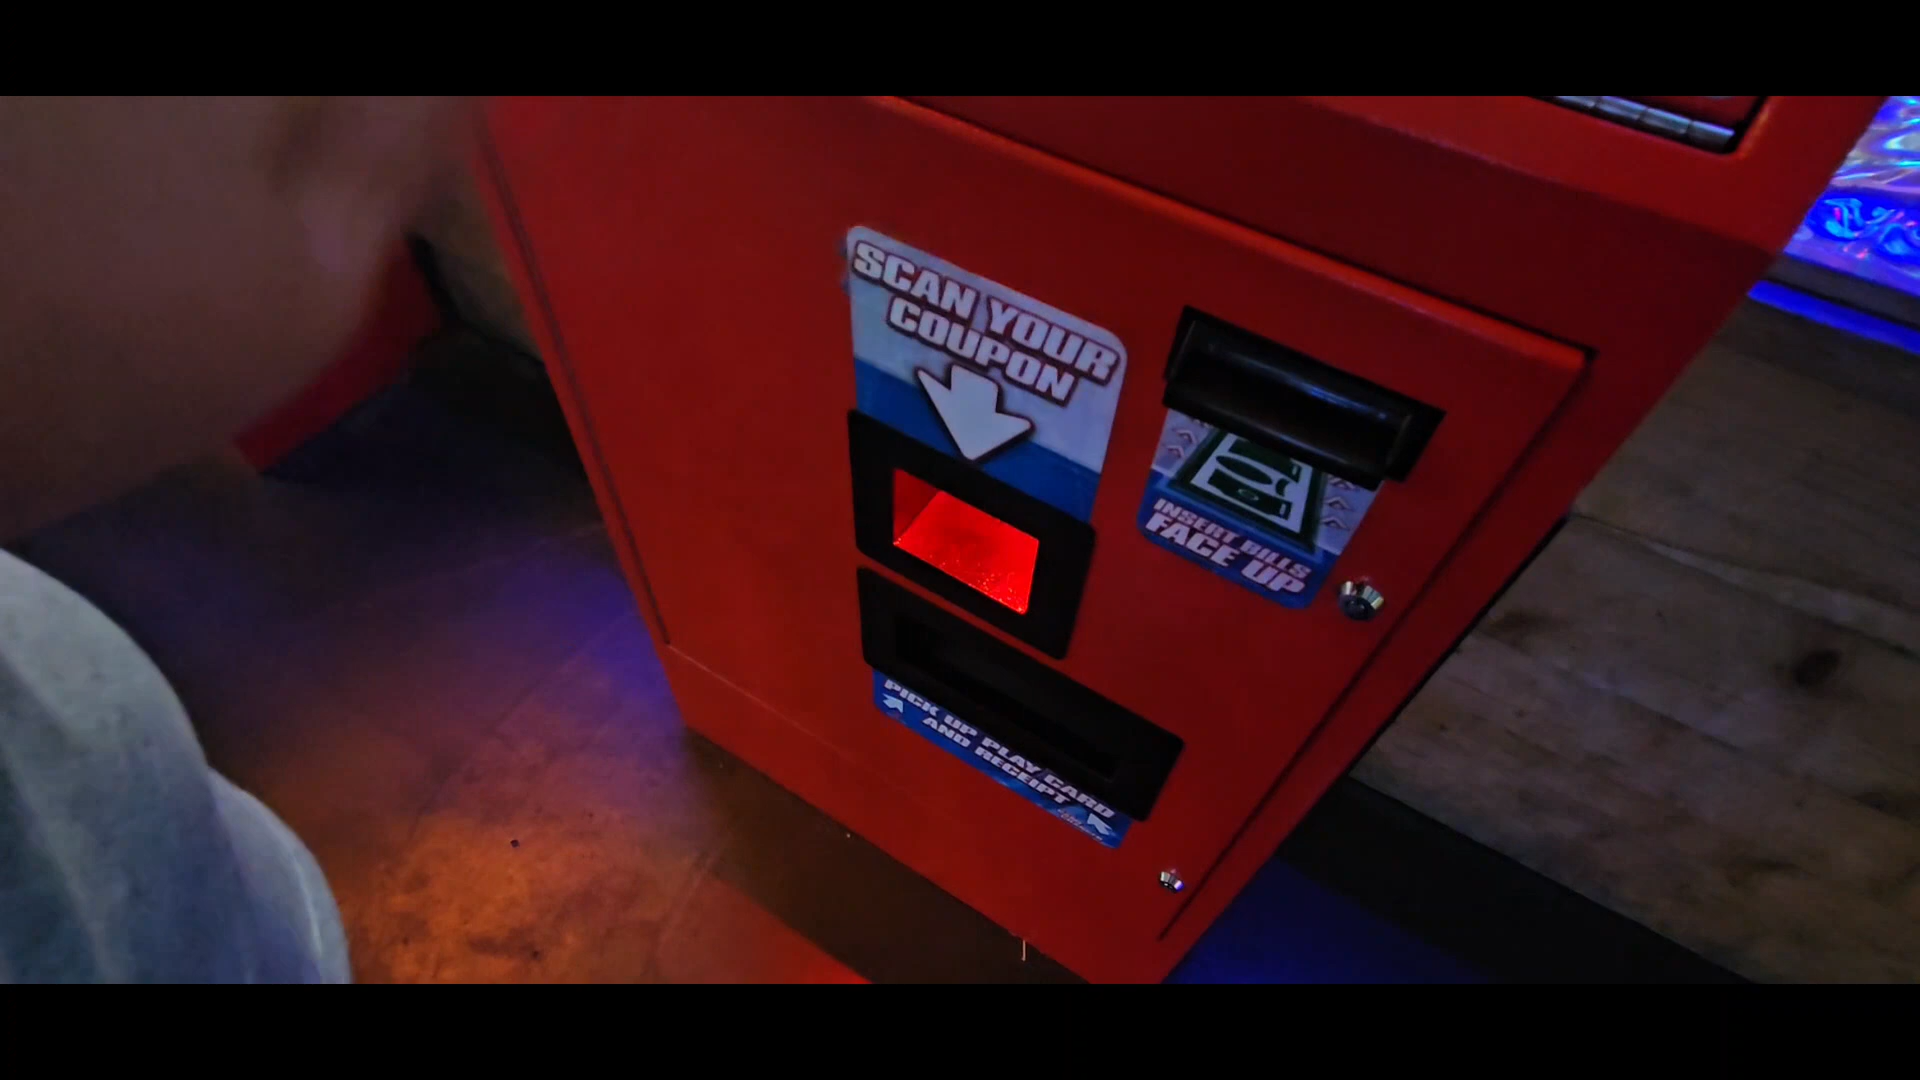 SCAN YOUR
COUPON
INSERT BILLS
FACE UP
PICK UP PLAY CARD
AND RECEIPT